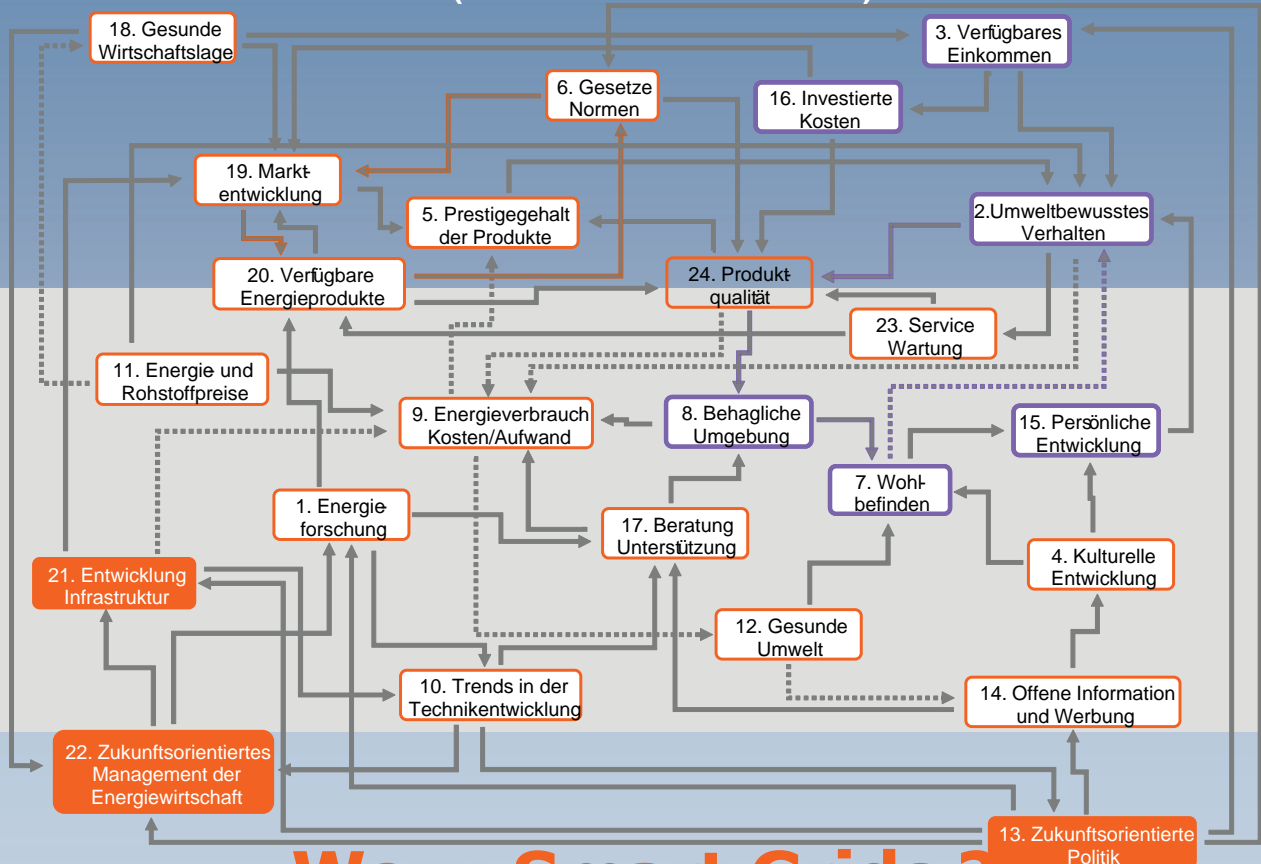 18. Gesunde
Wirtschaftslage
3. Verfügbares
Einkommen
6. Gesetze
Normen
16. Investierte
Kosten
19. Markt-
entwicklung
5. Prestigegehalt
der Produkte
2.Umweltbewusstes
Verhalten
20. Verfügbare
Energieprodukte
24. Produkt-
qualität
23. Service
Wartung
11. Energie und
Rohstoffpreise
9. Energieverbrauch
Kosten/Aufwand
8. Behagliche
Umgebung
15. Persönliche
Entwicklung
7. Wohl-
befinden
1. Energie-
forschung
17. Beratung
Unterstützung
4. Kulturelle
Entwicklung
21. Entwicklung
Infrastruktur
12. Gesunde
Umwelt
10. Trends in der
Technikentwicklung
14. Offene Information
und Werbung
22. Zukunftsorientiertes
Management der
Energiewirtschaft
13. Zukunftsorientierte
Politik
Smart Grids ?